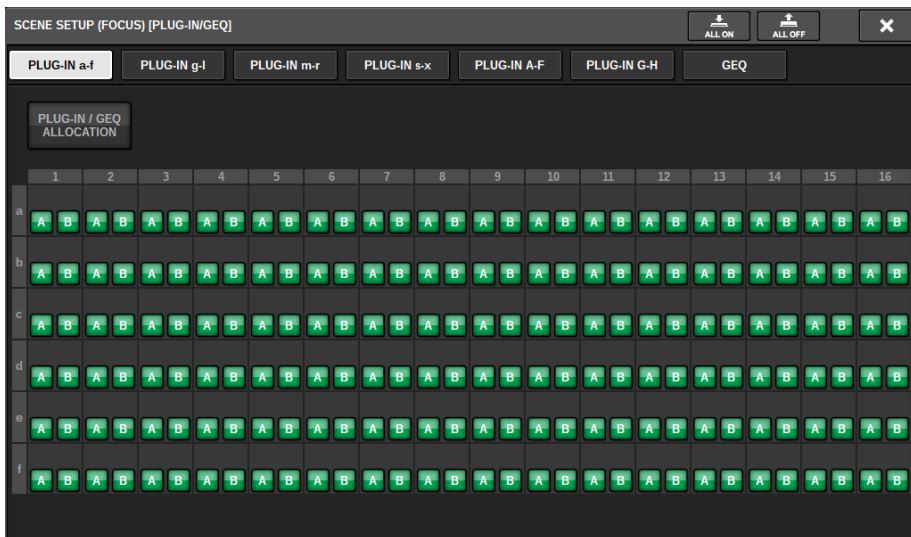 SCENE SETUP (FOCUS) [PLUG-IN/GEQ] ALL ON ALL OFF
PLUG-IN a-f PLUG-IN g-l PLUG-IN m-r PLUG-IN s-x PLUG-IN A-F PLUG-IN G-H GEQ
PLUG-IN / GEQ
ALLOCATION
1 2 3 4 5 6 7 8 9 10 11 12 13 14 15 16
a A B A B A B A B A B A B A B A B A B A B A B A B A B A B A B A B
b A B A B A B A B A B A B A B A B A B A B A B A B A B A B A B A B
c A B A B A B A B A B A B A B A B A B A B A B A B A B A B A B A B
d A B A B A B A B A B A B A B A B A B A B A B A B A B A B A B A B
e A B A B A B A B A B A B A B A B A B A B A B A B A B A B A B A B
f A B A B A B A B A B A B A B A B A B A B A B A B A B A B A B A B